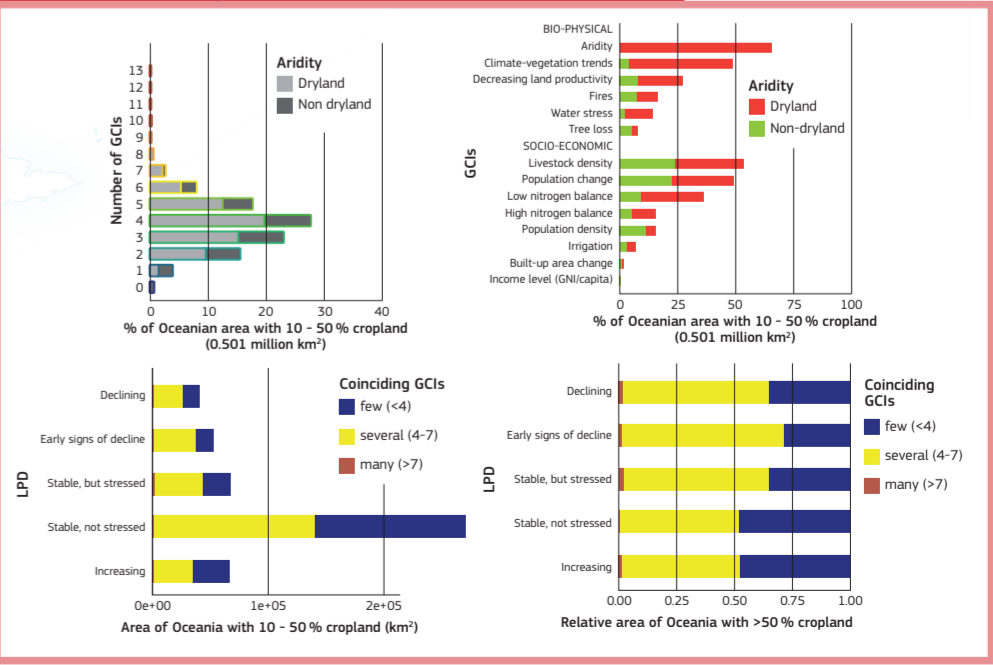 Number of GCIs
13
12
11
10
9
8
7
6
5
4
3
2
1
0
Aridity
Dryland
Non dryland
0 10 20 30 40
% of Oceanian area with 10 - 50 % cropland
(0.501 million km²)
GCIs
BIO-PHYSICAL
Aridity
Climate-vegetation trends
Decreasing land productivity
Fires
Water stress
Tree loss
SOCIO-ECONOMIC
Livestock density
Population change
Low nitrogen balance
High nitrogen balance
Population density
Irrigation
Built-up area change
Income level (GNI/capita)
Aridity
Dryland
Non-dryland
0 25 50 75 100
% of Oceanian area with 10 - 50 % cropland
(0.501 million km²)
LPD
Declining
Early signs of decline
Stable, but stressed
Stable, not stressed
Increasing
Coinciding GCIs
few (<4)
several (4-7)
many (>7)
0e+00 1e+05 2e+05
Area of Oceania with 10 - 50 % cropland (km²)
LPD
Declining
Early signs of decline
Stable, but stressed
Stable, not stressed
Increasing
Coinciding
GCIs
few (<4)
several (4-7)
many (>7)
0.00 0.25 0.50 0.75 1.00
Relative area of Oceania with >50 % cropland